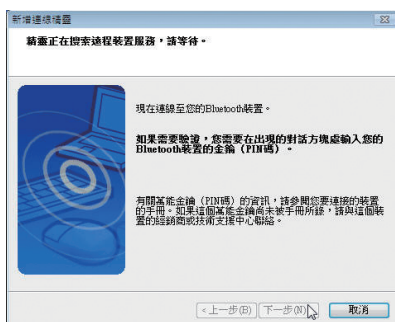 新增連線精靈
精靈正在搜索遠程裝置服務，請等待。
現在連線至您的Bluetooth裝置。
如果需要驗證，您需要在出現的對話方塊處輸入您的
Bluetooth裝置的金鑰（PIN碼）。
有關萬能金鑰（PIN碼）的資訊，請參閱您要連接的裝置
的手冊。如果這個萬能金鑰尚未被手冊所錄，請與這個裝
置的經銷商或技術支援中心聯絡。
<上一步(B) 下一步(N)> 取消